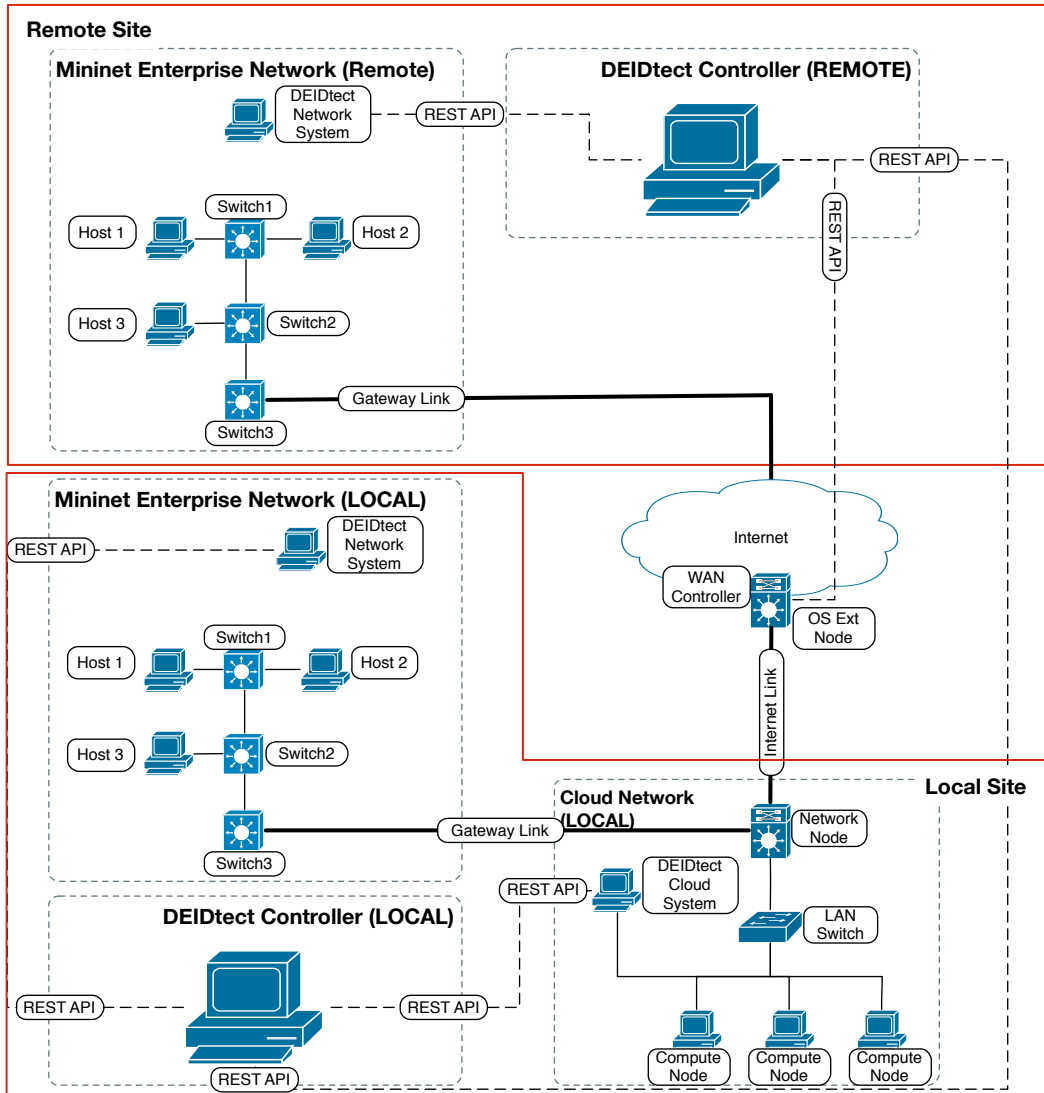 Remote Site
Mininet Enterprise Network (Remote)
DEIDtect
Network
System
REST API
DEIDtect Controller (REMOTE)
REST API
REST API
Switch1
Host 1
Host 2
Host 3
Switch2
Gateway Link
Switch3
Mininet Enterprise Network (LOCAL)
REST API
DEIDtect
Network
System
Internet
WAN
Controller
OS Ext
Node
Switch1
Host 1
Host 2
Internet Link
Host 3
Switch2
Local Site
Cloud Network
(LOCAL)
Gateway Link
Network
Node
Switch3
REST API
DEIDtect
Cloud
System
DEIDtect Controller (LOCAL)
LAN
Switch
REST API
REST API
REST API
Compute
Node
Compute
Node
Compute
Node